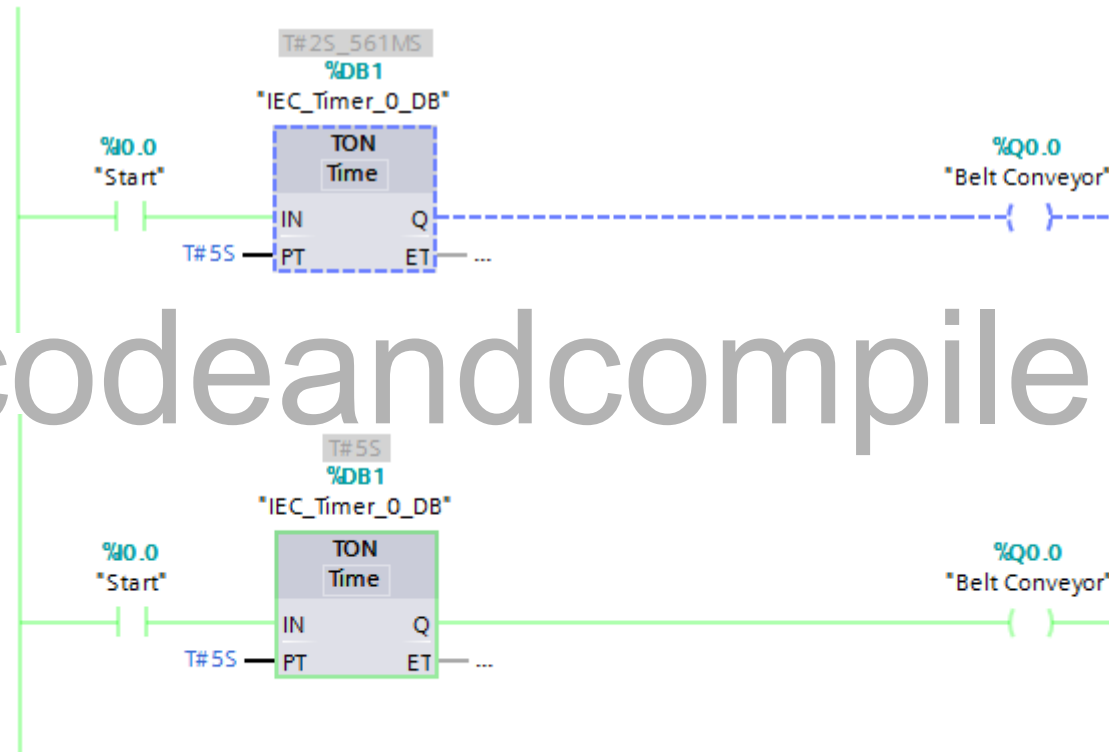 T#2S_561MS
%DB1
"IEC_Timer_0_DB"
%I0.0
"Start"
TON
Time
%Q0.0
"Belt Conveyor"
IN
Q
T#5S
PT
ET
...
codeandcompile
T#5S
%DB1
"IEC_Timer_0_DB"
%I0.0
"Start"
TON
Time
%Q0.0
"Belt Conveyor"
IN
Q
T#5S
PT
ET
...